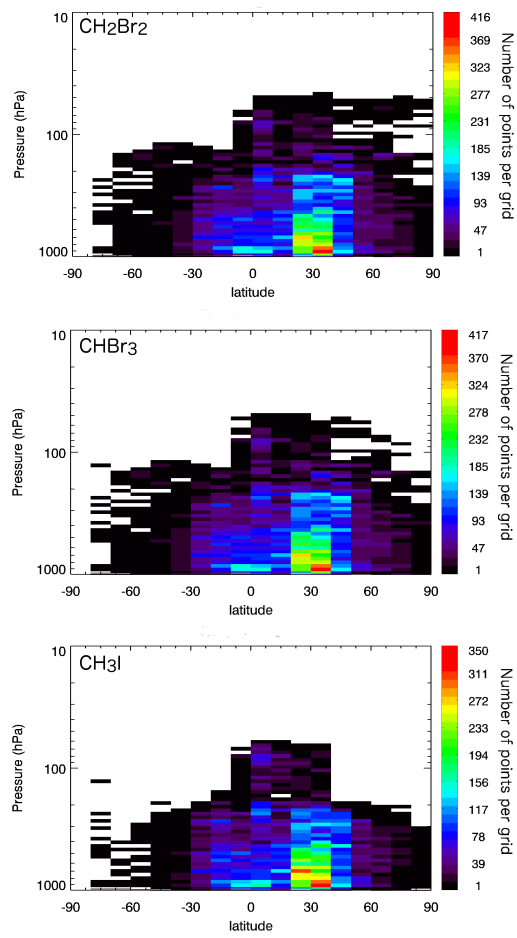 CH2Br2
10
100
1000
Pressure (hPa)
-90 -60 -30 0 30 60 90
latitude
416
369
323
277
231
184
139
93
47
1
Number of points per grid
CHBr3
10
100
1000
Pressure (hPa)
-90 -60 -30 0 30 60 90
latitude
417
370
324
278
232
185
139
93
47
1
Number of points per grid
CH3I
10
100
1000
Pressure (hPa)
-90 -60 -30 0 30 60 90
latitude
350
311
272
233
194
156
117
78
39
1
Number of points per grid